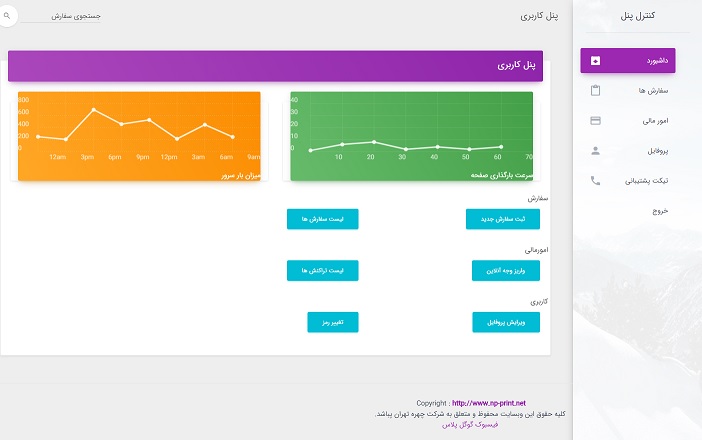 کنترل پنل
داشبورد
سفارش ها
امور مالی
پروفایل
تیکت پشتیبانی
خروج
پنل کاربری
جستجوی سفارش
پنل کاربری
40
30
20
10
0
10 20 30 40 50 60 70
سرعت بارگذاری صفحه
800
600
400
200
0
12am 3pm 6pm 9pm 12pm 3am 6am 9am
میزان بار سرور
سفارش
ثبت سفارش جدید
لیست سفارش ها
امورمالی
واریز وجه آنلاین
لیست تراکنش ها
کاربری
ویرایش پروفایل
تغییر رمز
Copyright : http://www.np-print.net
کلیه حقوق این وبسایت محفوظ و متعلق به شرکت چهره تهران پیاشد.
فیسبوک گوگل پلاس